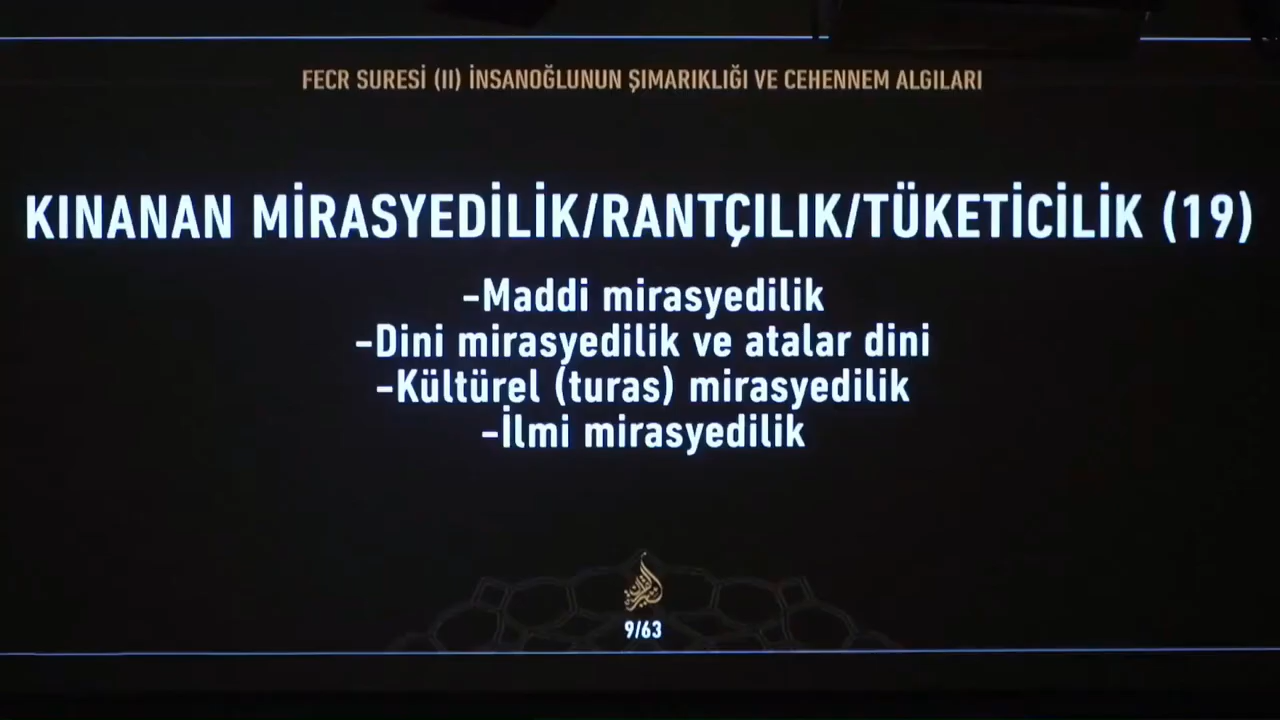 FECR SURESİ (II) İNSANOĞLUNUN ŞIMARIKLIĞI VE CEHENNEM ALGILARI
KINANAN MİRASYEDİLİK/RANTÇILIK/TÜKETİCİLİK (19)
-Maddi mirasyedilik
-Dini mirasyedilik ve atalar dini
-Kültürel (turas) mirasyedilik
-İlmi mirasyedilik
9/63